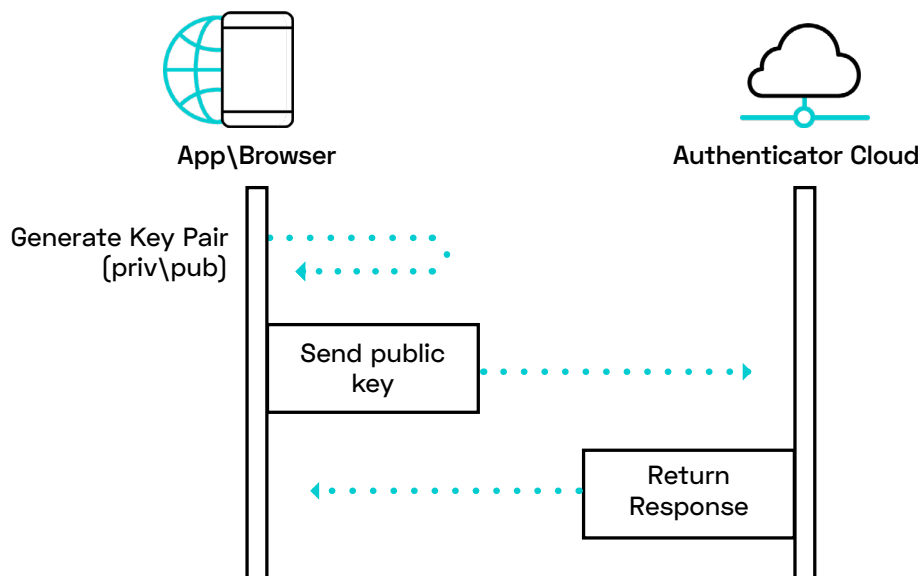 App\Browser
Authenticator Cloud
Generate Key Pair
(priv\pub)
Send public
key
Return
Response